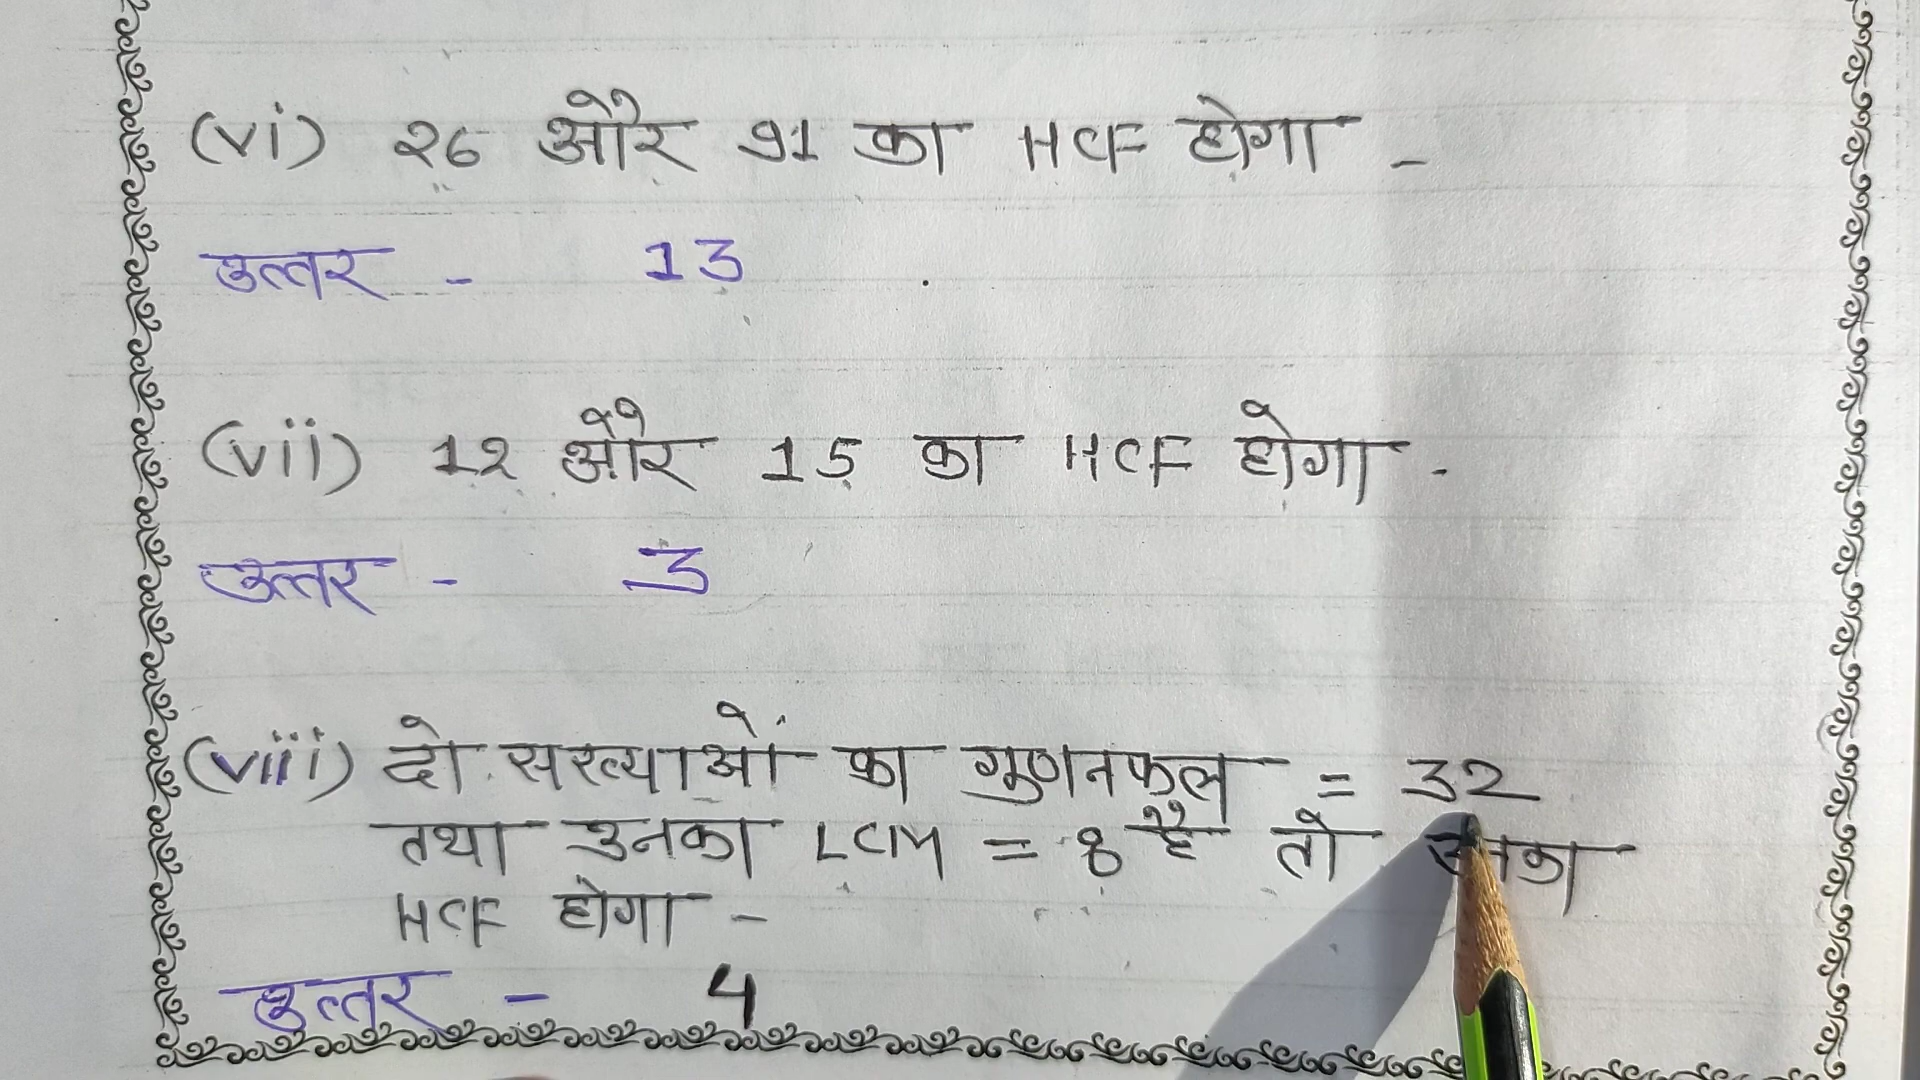 (vi) 26 और 91 का HCF होगा -
उत्तर - 13
(vii) 12 और 15 का HCF होगा -
उत्तर - 3
(viii) दो संख्याओं का गुणनफल = 32
तथा उनका LCM = 8 है तो उनका
HCF होगा -
उत्तर - 4